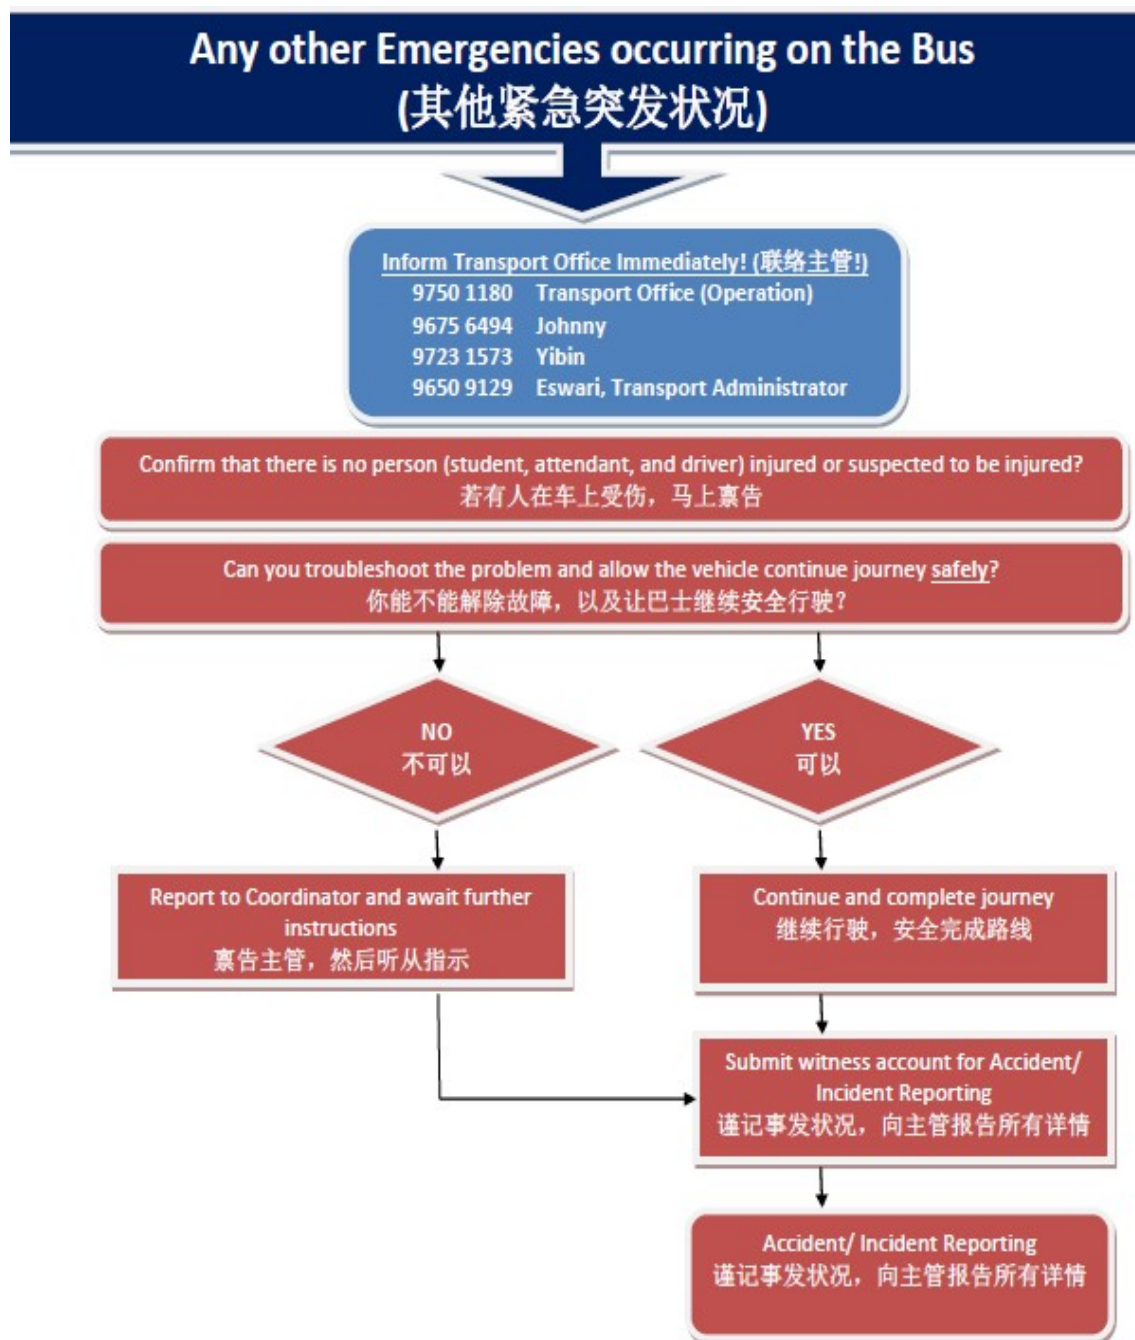 Any other Emergencies occurring on the Bus
(其他紧急突发状况)
Inform Transport Office Immediately! (联络主管!)
9750 1180 Transport Office (Operation)
9675 6494 Johnny
9723 1573 Yibin
9650 9129 Eswari, Transport Administrator
Confirm that there is no person (student, attendant, and driver) injured or suspected to be injured?
若有人在车上受伤，马上禀告
Can you troubleshoot the problem and allow the vehicle continue journey safely?
你能不能解除故障，以及让巴士继续安全行驶？
NO
不可以
YES
可以
Report to Coordinator and await further
instructions
禀告主管，然后听从指示
Continue and complete journey
继续行驶，安全完成路线
Submit witness account for Accident/
Incident Reporting
谨记事发状况，向主管报告所有详情
Accident/ Incident Reporting
谨记事发状况，向主管报告所有详情